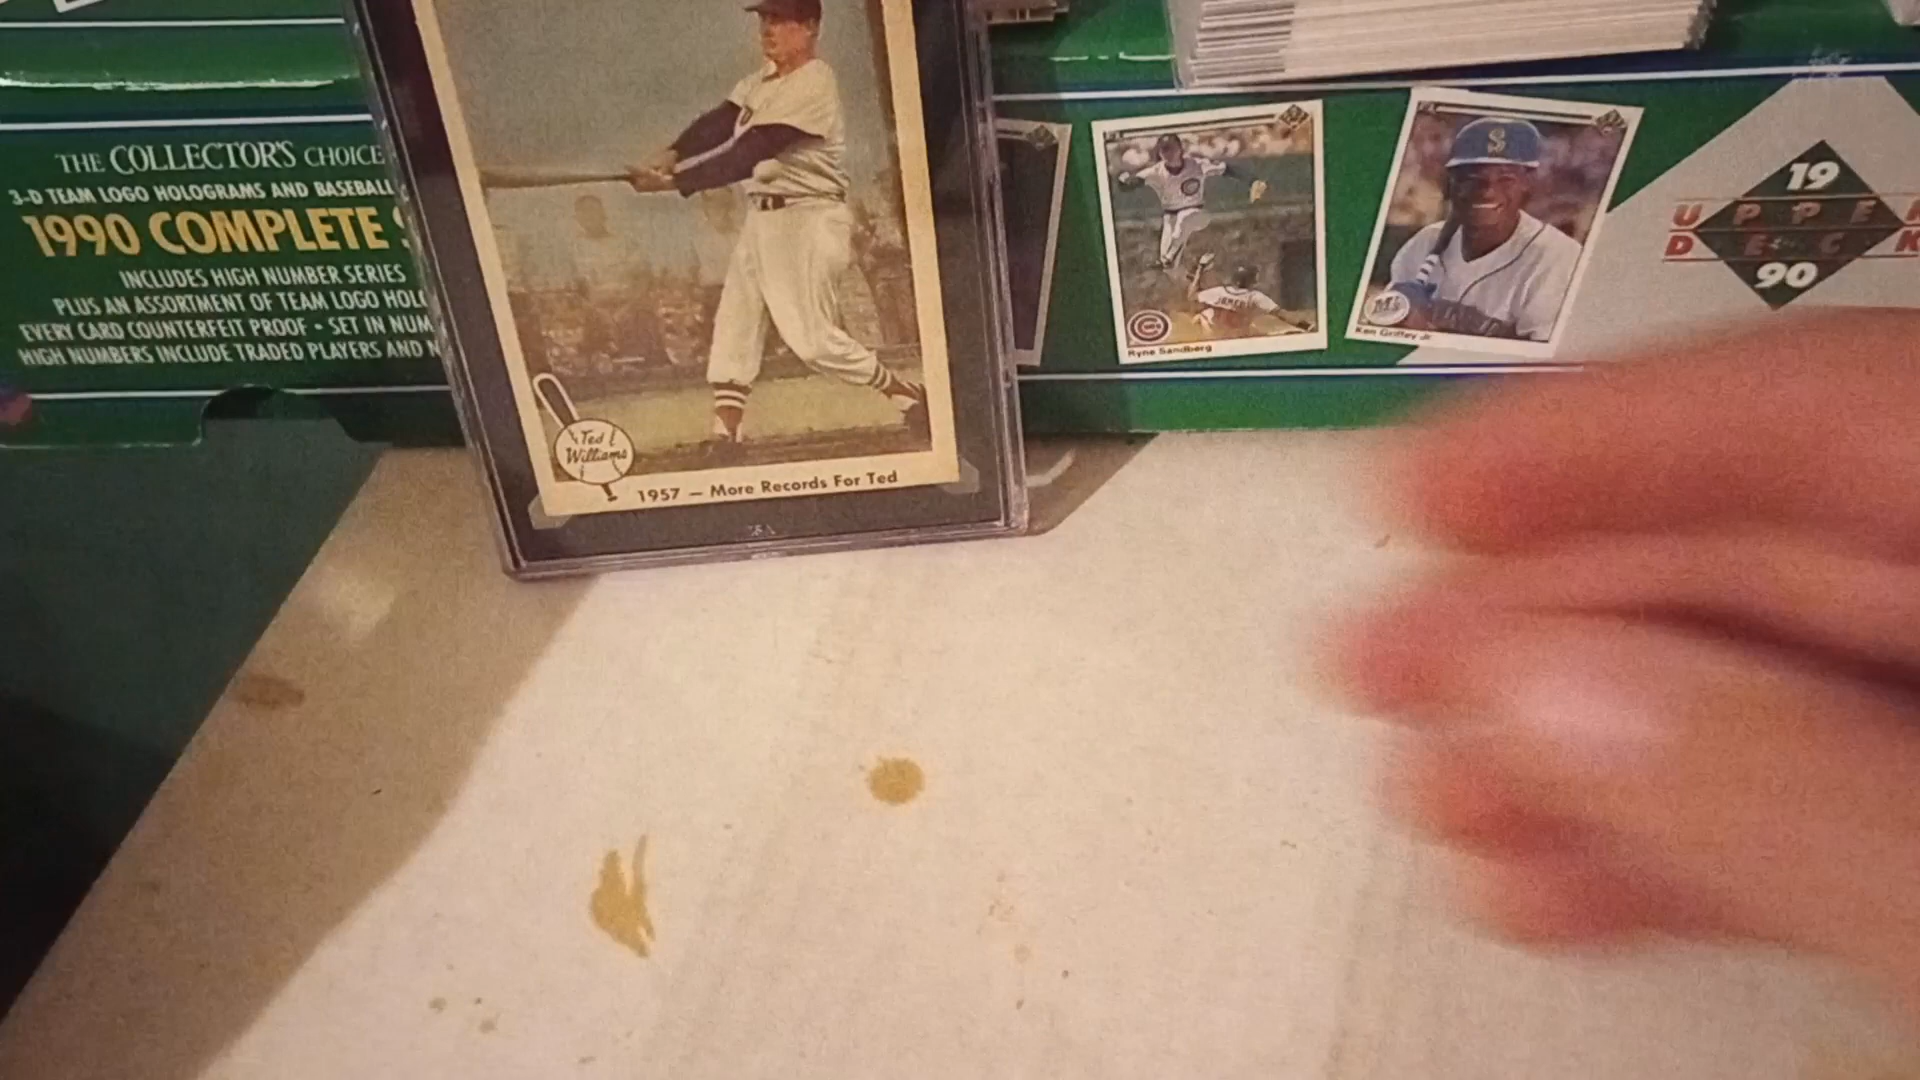 THE COLLECTOR'S CHOICE
3-D TEAM LOGO HOLOGRAMS AND BASEBALL
1990 COMPLETE
INCLUDES HIGH NUMBER SERIES
PLUS AN ASSORTMENT OF TEAM LOGO HOL
EVERY CARD COUNTERFEIT PROOF • SET IN NUM
HIGH NUMBERS INCLUDE TRADED PLAYERS AND N
Ted
Williams
1957 — More Records For Ted
Ryne Sandberg
S
Ken Griffey Jr.
19
UPPER
DECK
90